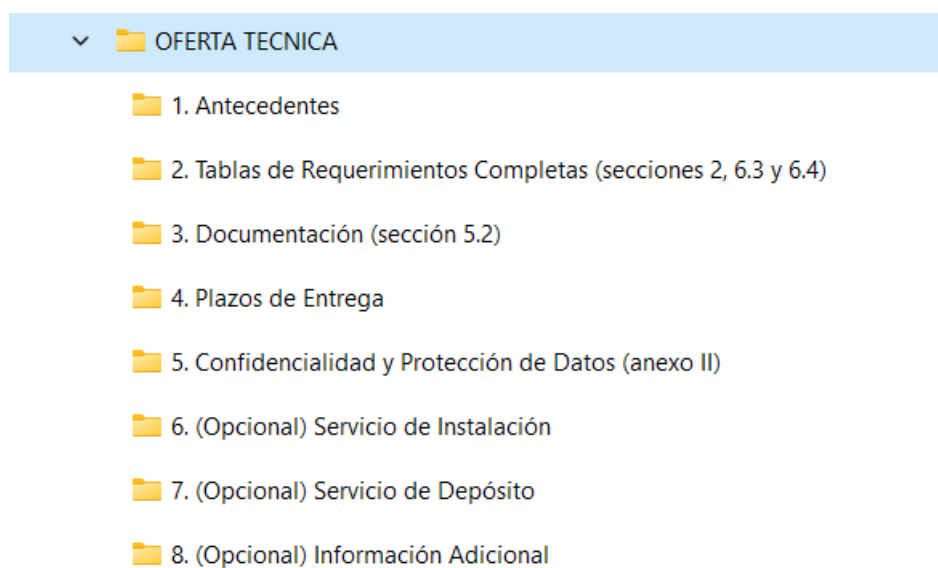 OFERTA TECNICA
1. Antecedentes
2. Tablas de Requerimientos Completas (secciones 2, 6.3 y 6.4)
3. Documentación (sección 5.2)
4. Plazos de Entrega
5. Confidencialidad y Protección de Datos (anexo II)
6. (Opcional) Servicio de Instalación
7. (Opcional) Servicio de Depósito
8. (Opcional) Información Adicional